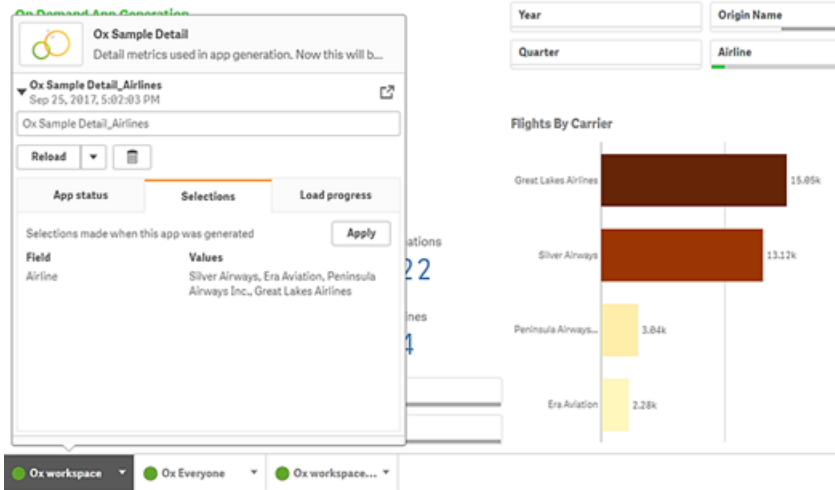 On Demand App Generation
Ox Sample Detail
Detail metrics used in app generation. Now this will b...
Ox Sample Detail_Airlines
Sep 25, 2017, 5:02:03 PM
Ox Sample Detail_Airlines
Reload
App status
Selections
Load progress
Selections made when this app was generated
Apply
Field
Values
Airline
Silver Airways, Era Aviation, Peninsula
Airways Inc., Great Lakes Airlines
Year
Origin Name
Quarter
Airline
Flights By Carrier
Great Lakes Airlines
15.05k
Silver Airways
13.12k
Peninsula Airways...
3.04k
Era Aviation
2.28k
ations
22
ines
4
Ox workspace
Ox Everyone
Ox workspace...